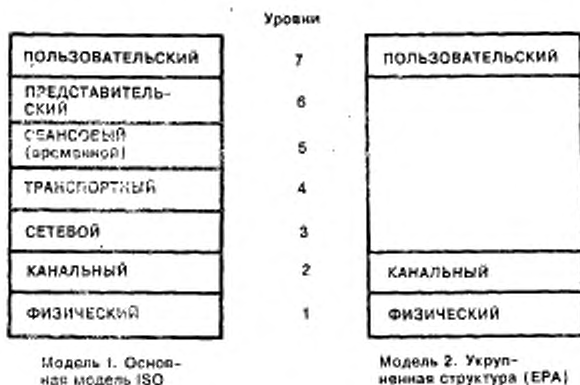 Уровни
ПОЛЬЗОВАТЕЛЬСКИЙ 7 ПОЛЬЗОВАТЕЛЬСКИЙ
ПРЕДСТАВИТЕЛЬ-
СКИЙ 6
СЕАНСОВЫЙ
(временной) 5
ТРАНСПОРТНЫЙ 4
СЕТЕВОЙ 3
КАНАЛЬНЫЙ 2 КАНАЛЬНЫЙ
ФИЗИЧЕСКИЙ 1 ФИЗИЧЕСКИЙ
Модель 1. Основ-
ная модель ISO
Модель 2. Укруп-
ненная структура (EPA)